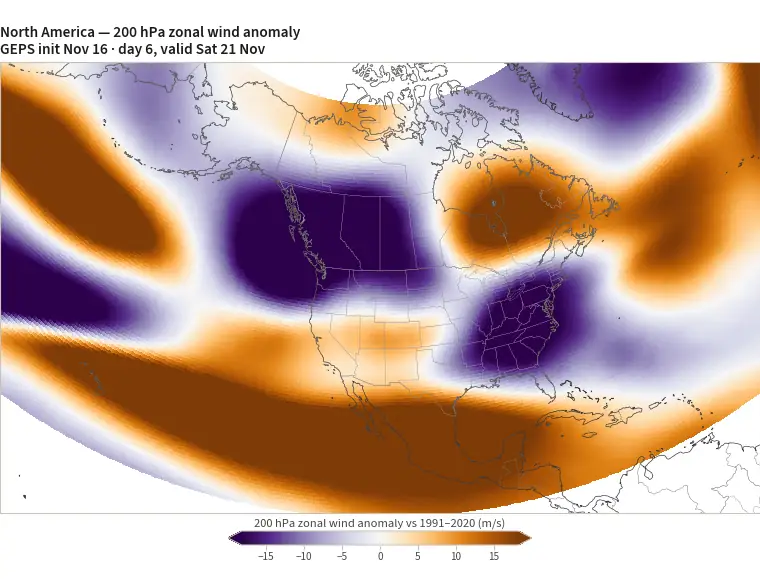 North America — 200 hPa zonal wind anomaly
GEPS init Nov 16 · day 6, valid Sat 21 Nov
200 hPa zonal wind anomaly vs 1991–2020 (m/s)
−15 −10 −5 0 5 10 15